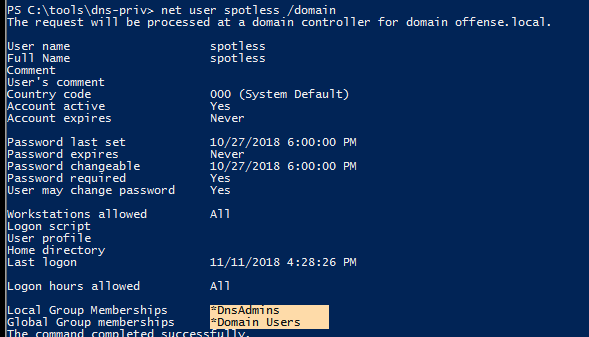 PS C:\tools\dns-priv> net user spotless /domain
The request will be processed at a domain controller for domain offense.local.
User name spotless
Full Name spotless
Comment
User's comment
Country code 000 (System Default)
Account active Yes
Account expires Never
Password last set 10/27/2018 6:00:00 PM
Password expires Never
Password changeable 10/27/2018 6:00:00 PM
Password required Yes
User may change password Yes
Workstations allowed All
Logon script
User profile
Home directory
Last logon 11/11/2018 4:28:26 PM
Logon hours allowed All
Local Group Memberships *DnsAdmins
Global Group memberships *Domain Users
The command completed successfully.